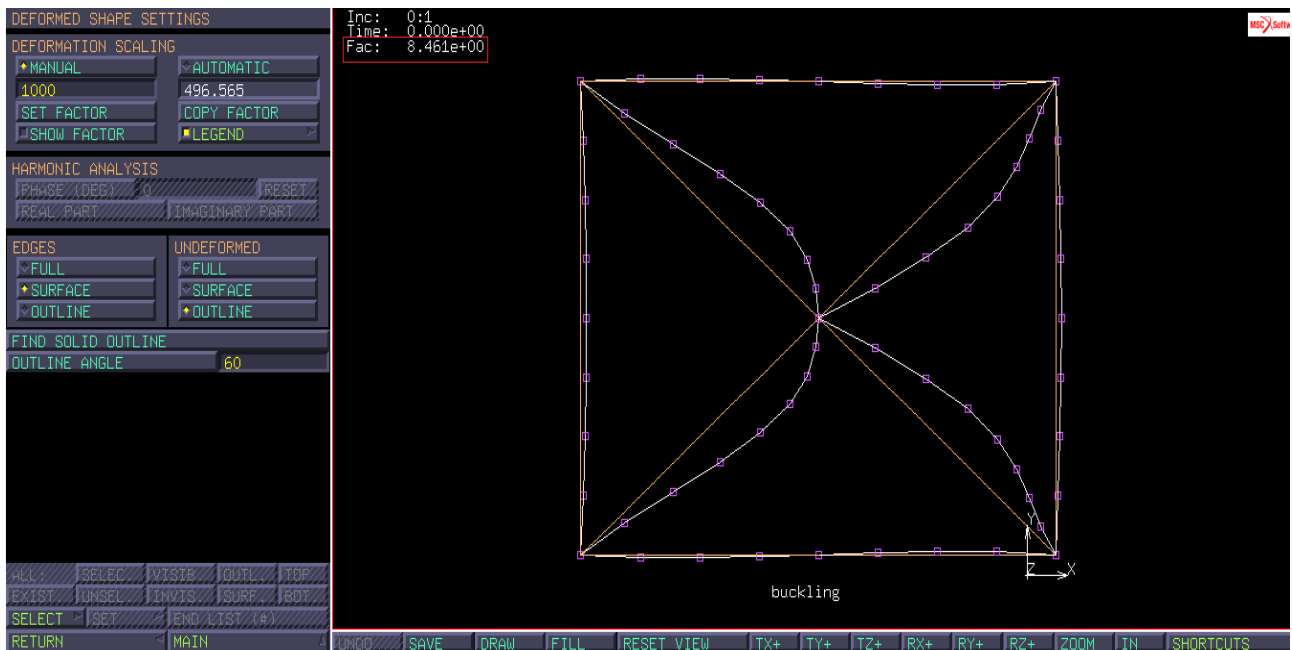 DEFORMED SHAPE SETTINGS
DEFORMATION SCALING
MANUAL AUTOMATIC
1000 496.565
SET FACTOR COPY FACTOR
SHOW FACTOR LEGEND
HARMONIC ANALYSIS
PHASE (DEG) 0 RESET
REAL PART IMAGINARY PART
EDGES UNDEFORMED
FULL FULL
SURFACE SURFACE
OUTLINE OUTLINE
FIND SOLID OUTLINE
OUTLINE ANGLE 60
ALL: SELEC. VISIB. OUTL. TOP
EXIST. UNSEL. INVIS. SURF. BOT.
SELECT SET END LIST (#)
RETURN MAIN
Inc: 0:1
Time: 0.000e+00
Fac: 8.461e+00
MSC Softw
Y
Z X
buckling
UNDO SAVE DRAW FILL RESET VIEW TX+ TY+ TZ+ RX+ RY+ RZ+ ZOOM IN SHORTCUTS